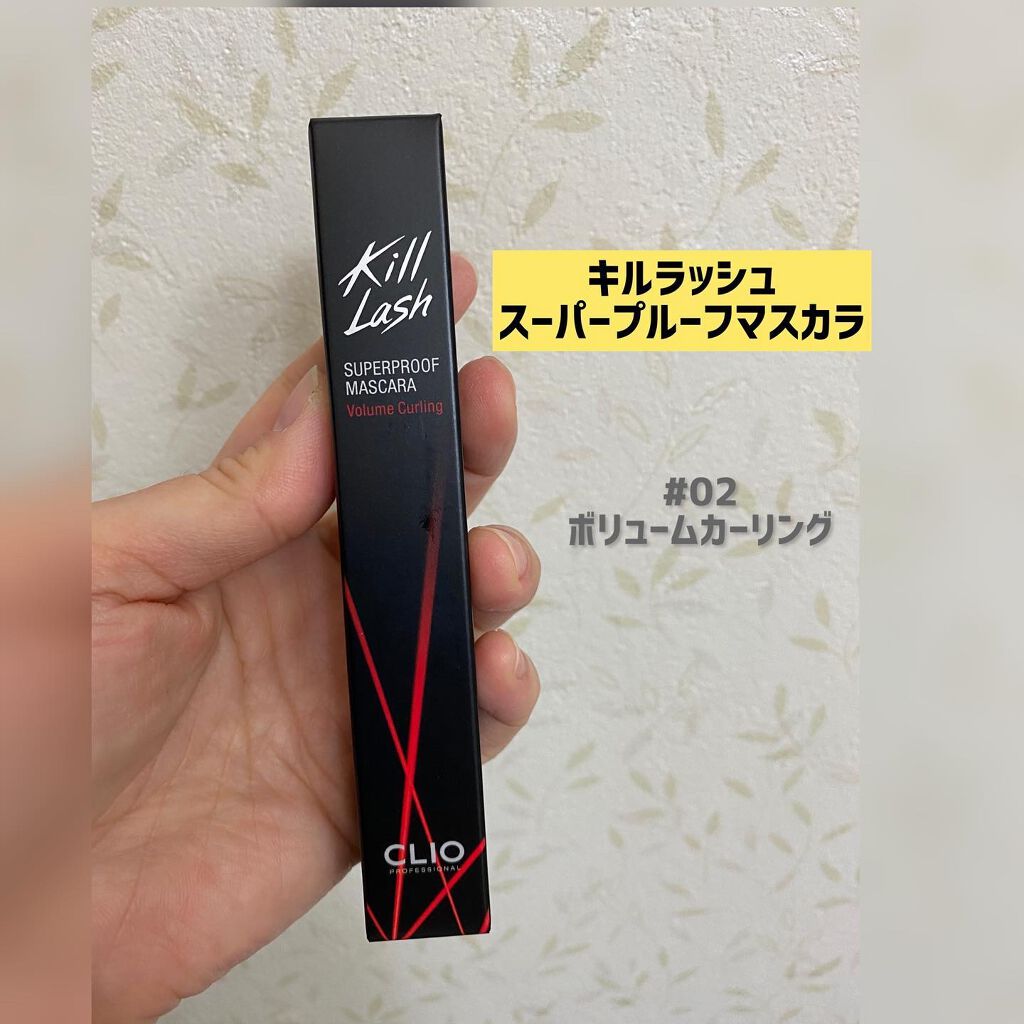 Kill
Lash
SUPERPROOF
MASCARA
Volume Curling
CLIO
PROFESSIONAL
キルラッシュ
スーパープルーフマスカラ
#02
ボリュームカーリング